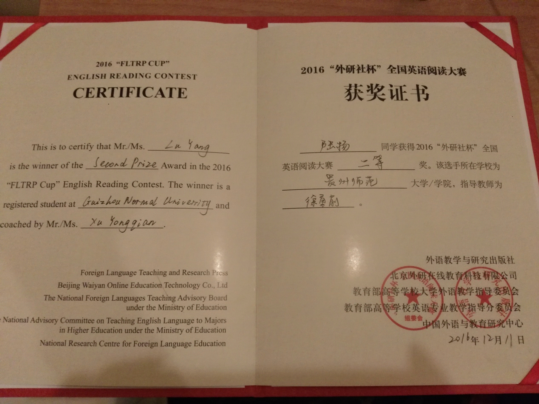 2016 "FLTRP CUP"
ENGLISH READING CONTEST
CERTIFICATE
This is to certify that Mr./Ms. Lu Yang
is the winner of the Second Prize Award in the 2016
"FLTRP Cup" English Reading Contest. The winner is a
registered student at Guizhou Normal University and
coached by Mr./Ms. Xu Yongqian
Foreign Language Teaching and Research Press
Beijing Waiyan Online Education Technology Co., Ltd
The National Foreign Languages Teaching Advisory Board
under the Ministry of Education
National Advisory Committee on Teaching English Language to Majors
in Higher Education under the Ministry of Education
National Research Centre for Foreign Language Education
2016"外研社杯"全国英语阅读大赛
获奖证书
扬 同学获得2016"外研社杯"全国
英语阅读大赛 二等 奖。该选手所在学校为
贵州师范 大学/学院,指导教师为
外语教学与研究出版社
北京外研在线教育科技有限公司
教育部高等学校大学外语教学指导委员会
教育部高等学校英语专业教学指导分委员会
中国外语与教育研究中心
2016年12月11日